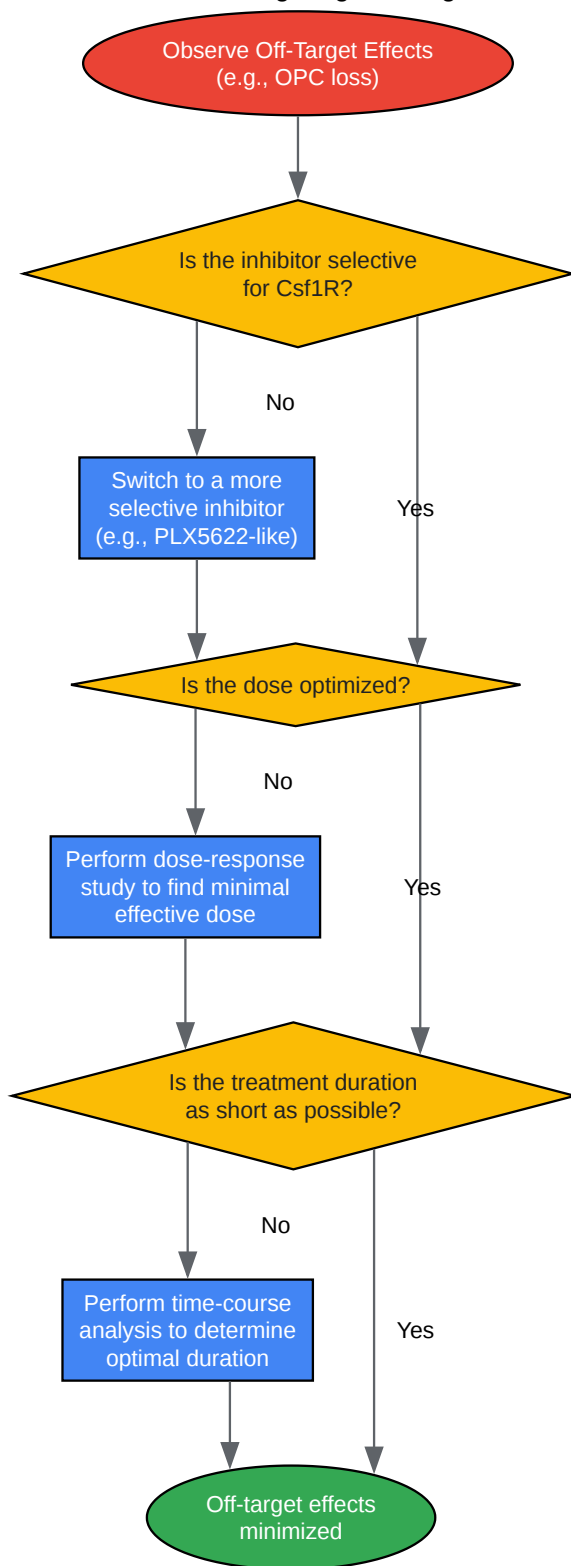 Observe Off-Target Effects
(e.g., OPC loss)
Is the inhibitor selective
for Csf1R?
No
Switch to a more
selective inhibitor
(e.g., PLX5622-like)
Yes
Is the dose optimized?
No
Perform dose-response
study to find minimal
effective dose
Yes
Is the treatment duration
as short as possible?
No
Perform time-course
analysis to determine
optimal duration
Yes
Off-target effects
minimized